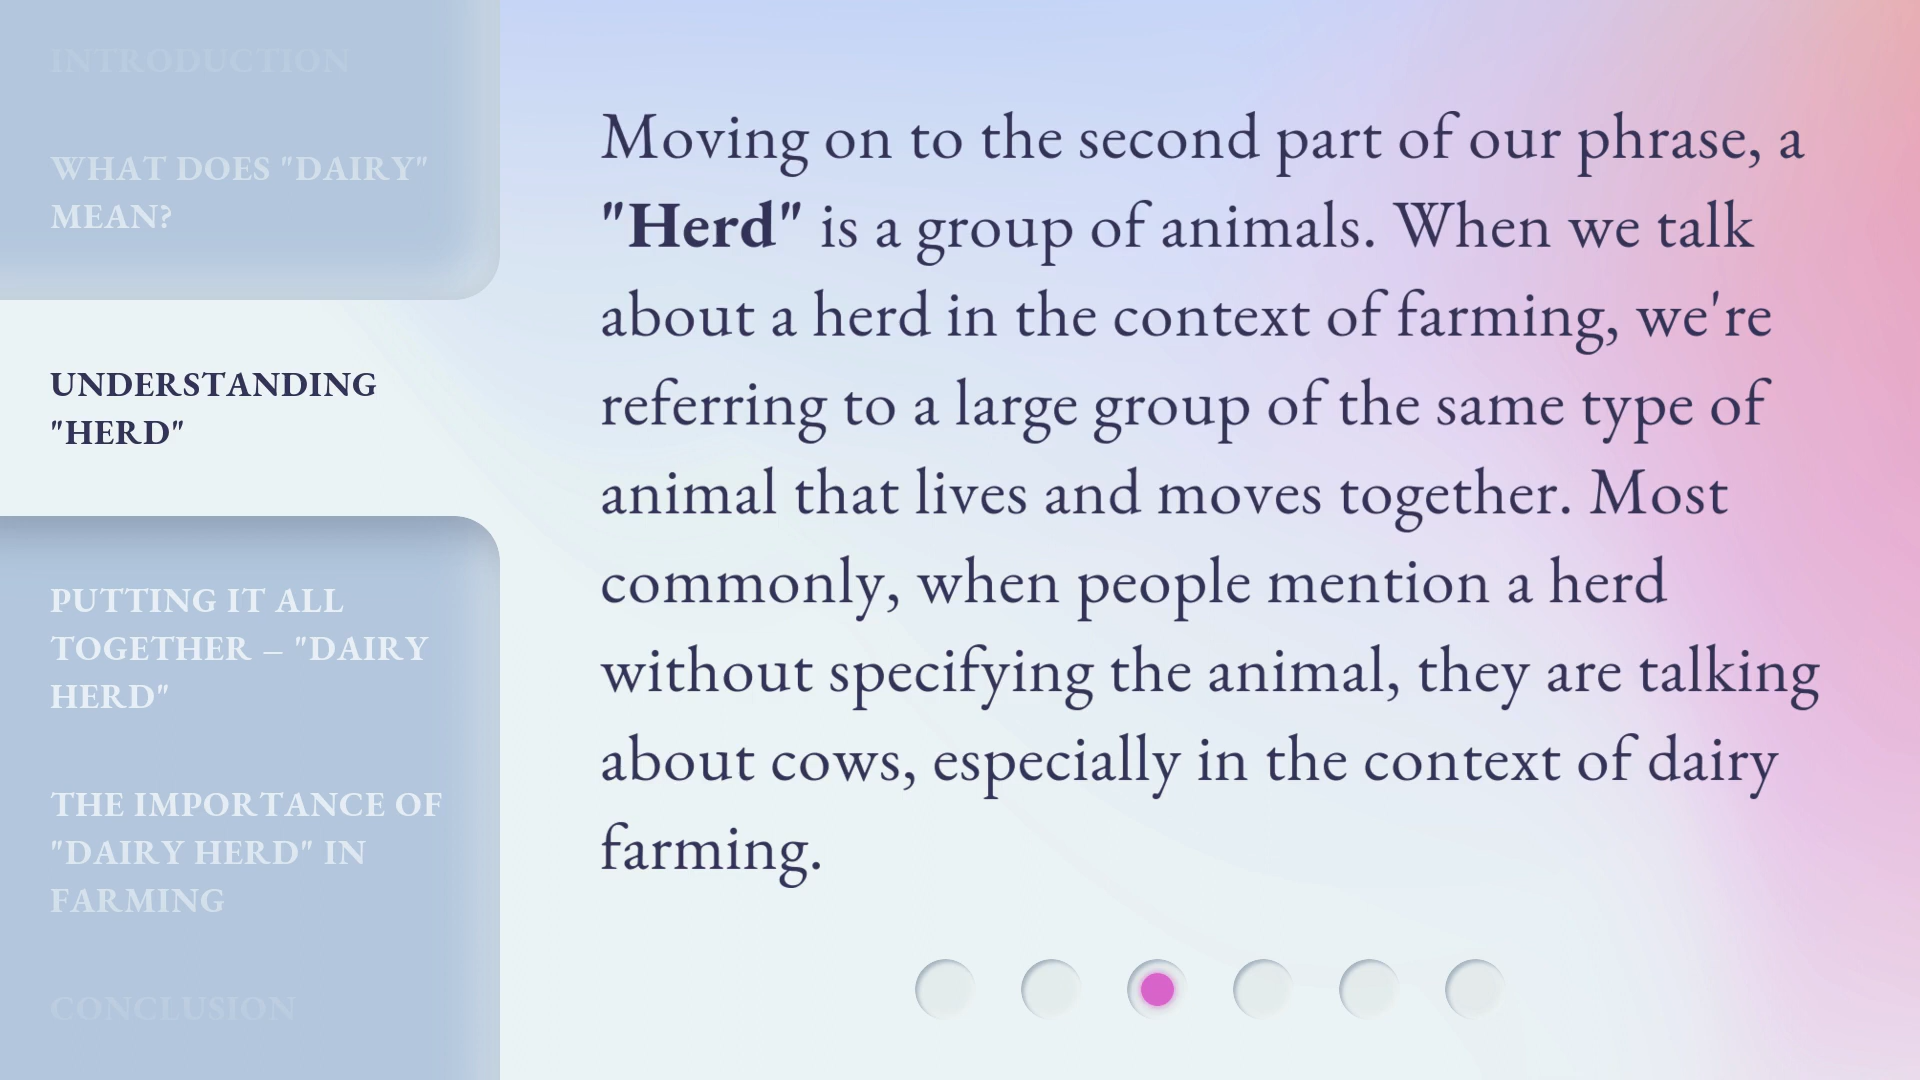 INTRODUCTION
WHAT DOES "DAIRY"
MEAN?
UNDERSTANDING
"HERD"
PUTTING IT ALL
TOGETHER – "DAIRY
HERD"
THE IMPORTANCE OF
"DAIRY HERD" IN
FARMING
CONCLUSION
Moving on to the second part of our phrase, a
"Herd" is a group of animals. When we talk
about a herd in the context of farming, we're
referring to a large group of the same type of
animal that lives and moves together. Most
commonly, when people mention a herd
without specifying the animal, they are talking
about cows, especially in the context of dairy
farming.